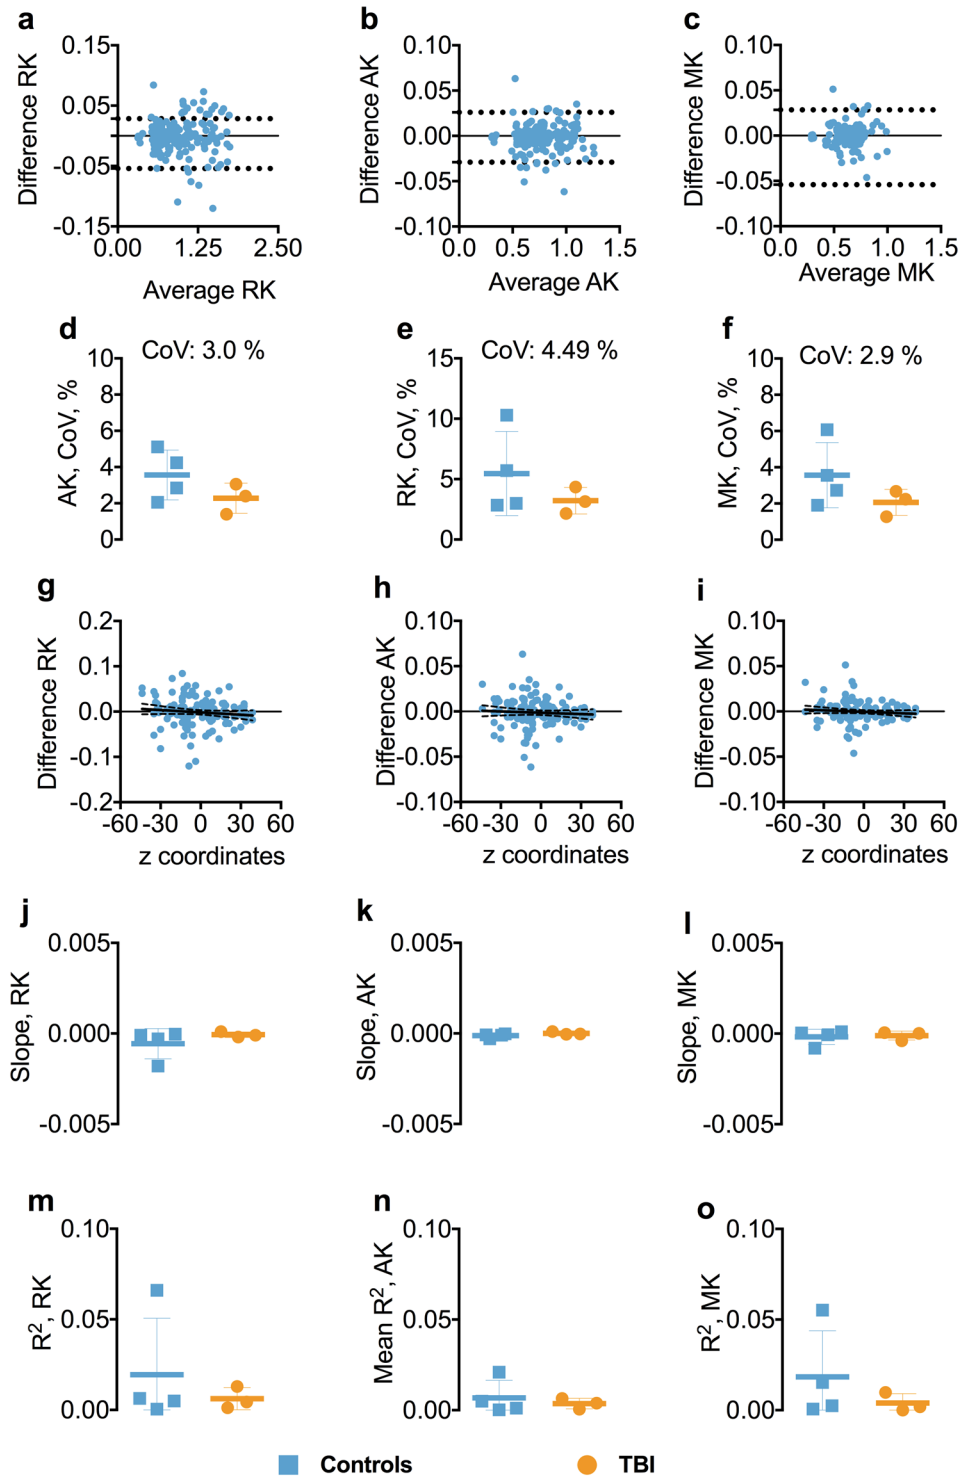 a b c
0.15 0.10 0.10
0.05 0.05 0.05
0.00 0.00
-0.05 -0.05 -0.05
-0.15 -0.10 -0.10
Difference RK Difference AK Difference MK
0.00 1.25 2.50 0.0 0.5 1.0 1.5 0.0 0.5 1.0 1.5
Average RK Average AK Average MK
d e f
CoV: 3.0 % CoV: 4.49 % CoV: 2.9 %
AK, CoV, % RK, CoV, % MK, CoV, %
10 15 10
8 8
10
6 6
4 4
5
2 2
0 0 0
g h i
0.2 0.10 0.10
0.1 0.05 0.05
0.0 0.00 0.00
-0.1 -0.05 -0.05
-0.2 -0.10 -0.10
Difference RK Difference AK Difference MK
-60 -30 0 30 60 -60 -30 0 30 60 -60 -30 0 30 60
z coordinates z coordinates z coordinates
j k l
0.005 0.005 0.005
0.000 0.000 0.000
-0.005 -0.005 -0.005
Slope, RK Slope, AK Slope, MK
m n o
0.10 0.10 0.10
0.05 0.05 0.05
0.00 0.00 0.00
R², RK Mean R², AK R², MK
Controls TBI